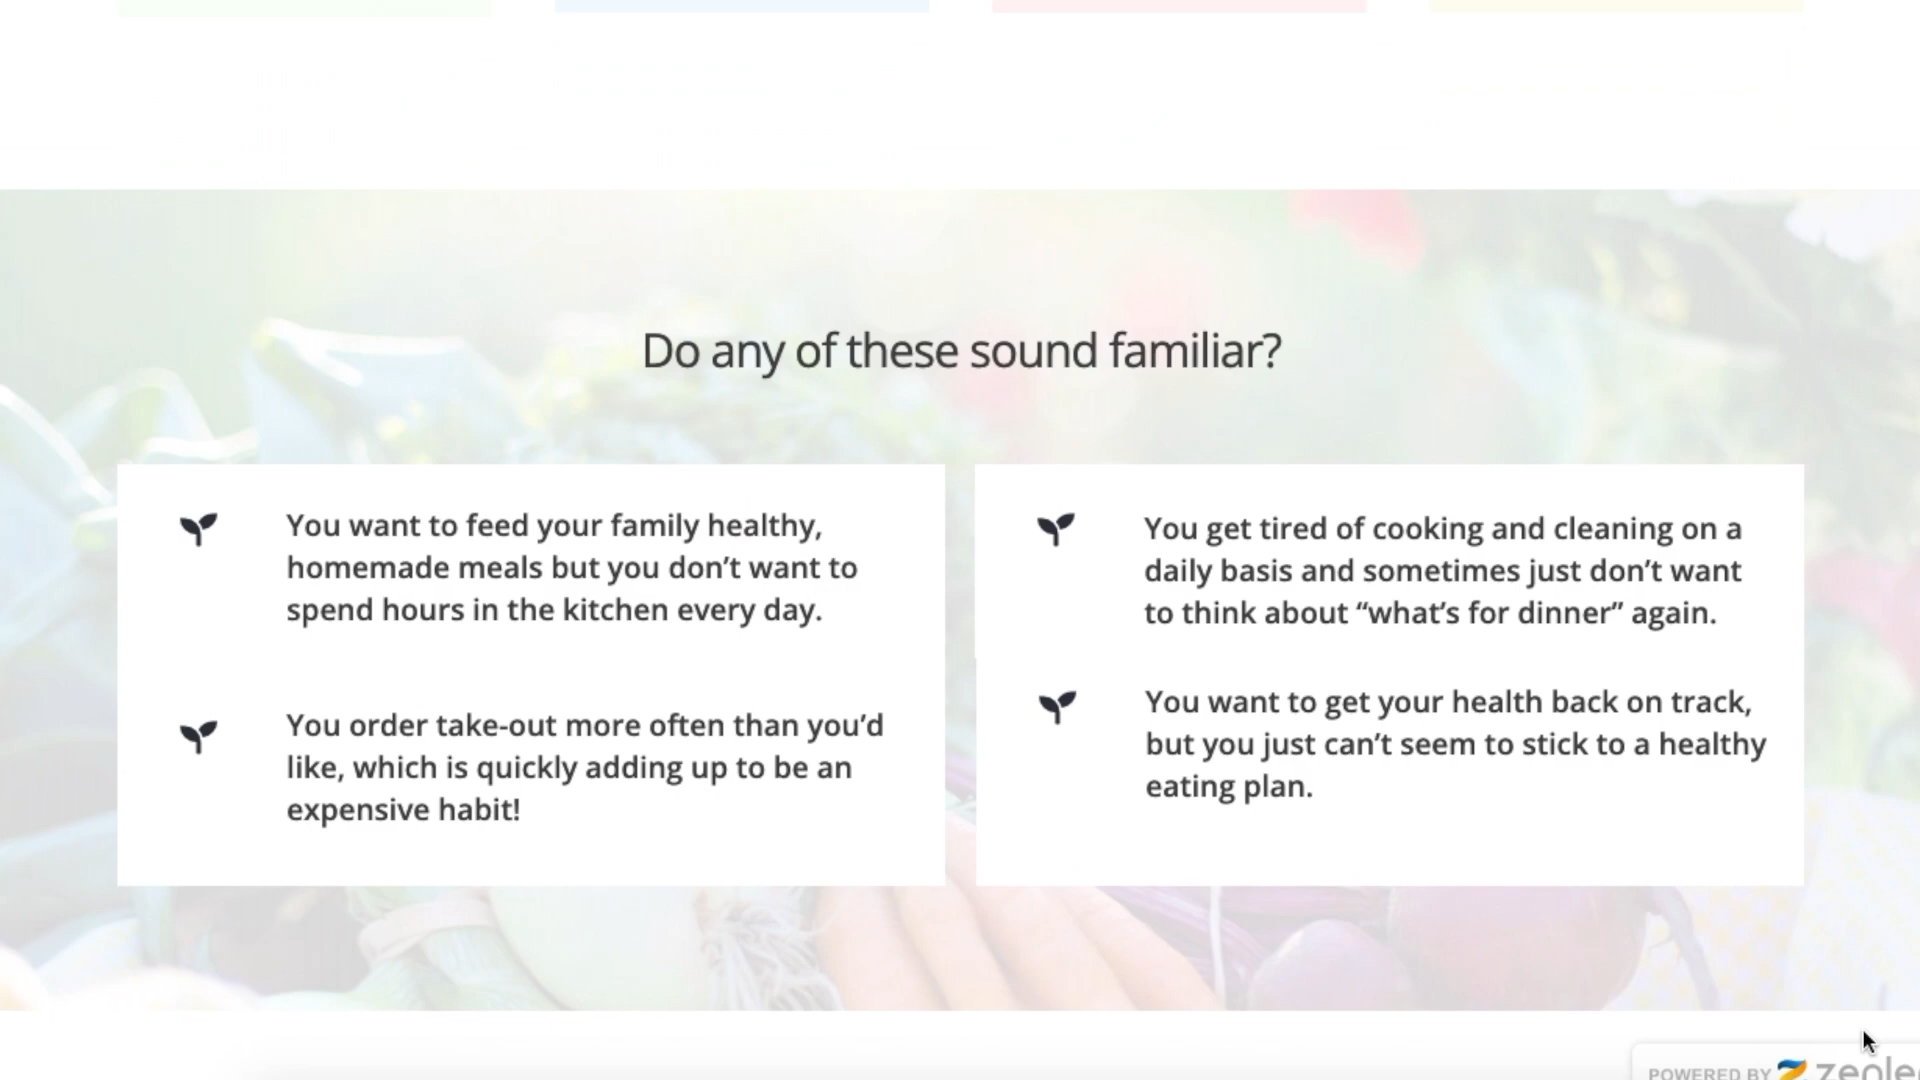 Do any of these sound familiar?
You want to feed your family healthy,
homemade meals but you don’t want to
spend hours in the kitchen every day.
You order take-out more often than you’d
like, which is quickly adding up to be an
expensive habit!
You get tired of cooking and cleaning on a
daily basis and sometimes just don’t want
to think about “what’s for dinner” again.
You want to get your health back on track,
but you just can’t seem to stick to a healthy
eating plan.
POWERED BY